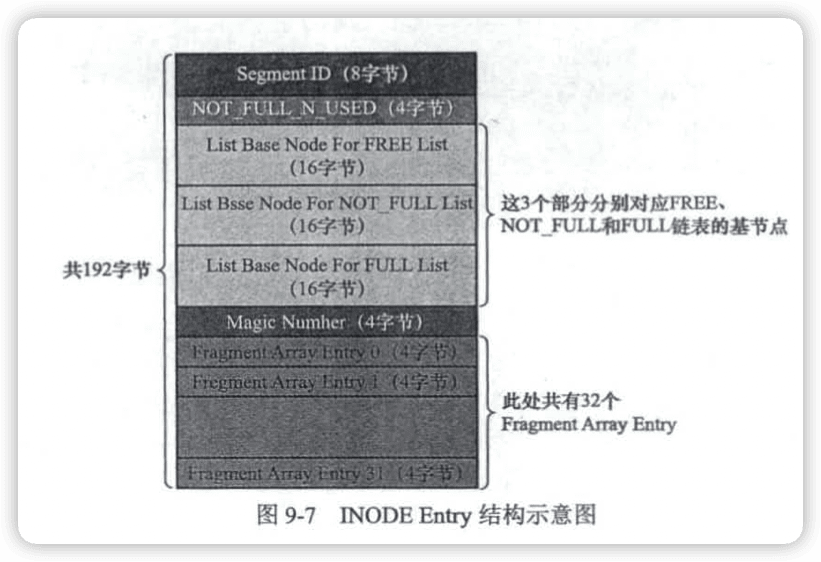 Segment ID（8字节）
NOT_FULL_N_USED（4字节）
List Base Node For FREE List
（16字节）
List Bsse Node For NOT_FULL List
（16字节）
List Base Node For FULL List
（16字节）
Magic Numher（4字节）
Fragment Array Entry 0（4字节）
Fregment Array Entry 1（4字节）
Fragment Array Entry 31（4字节）
共192字节
这3个部分分别对应FREE、
NOT_FULL和FULL链表的基节点
此处共有32个
Fragment Array Entry
图 9-7 INODE Entry 结构示意图